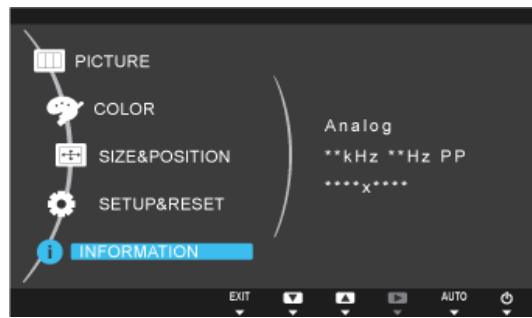 PICTURE
COLOR
SIZE&POSITION
SETUP&RESET
INFORMATION
Analog
**kHz **Hz PP
****x****
EXIT
AUTO